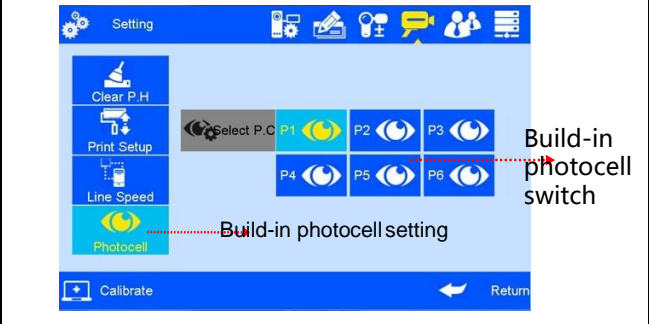 Setting
Clear P.H
Print Setup
Line Speed
Photocell
Select P.C
P1
P2
P3
P4
P5
P6
Build-in
photocell
switch
Build-in photocell setting
Calibrate
Return